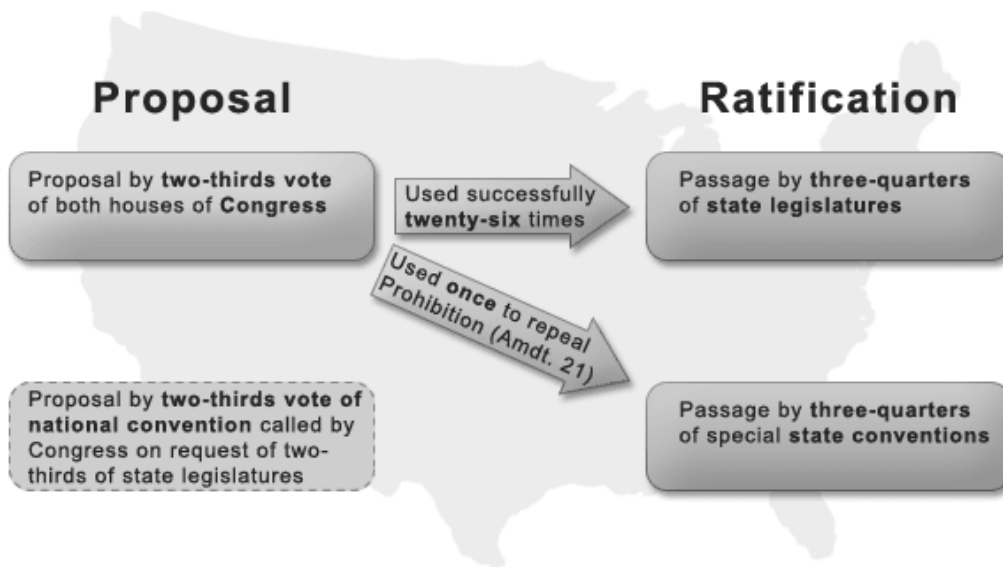 Proposal
Ratification
Proposal by two-thirds vote
of both houses of Congress
Used successfully
twenty-six times
Passage by three-quarters
of state legislatures
Used once to repeal
Prohibition (Amdt. 21)
Proposal by two-thirds vote of
national convention called by
Congress on request of two-
thirds of state legislatures
Passage by three-quarters
of special state conventions